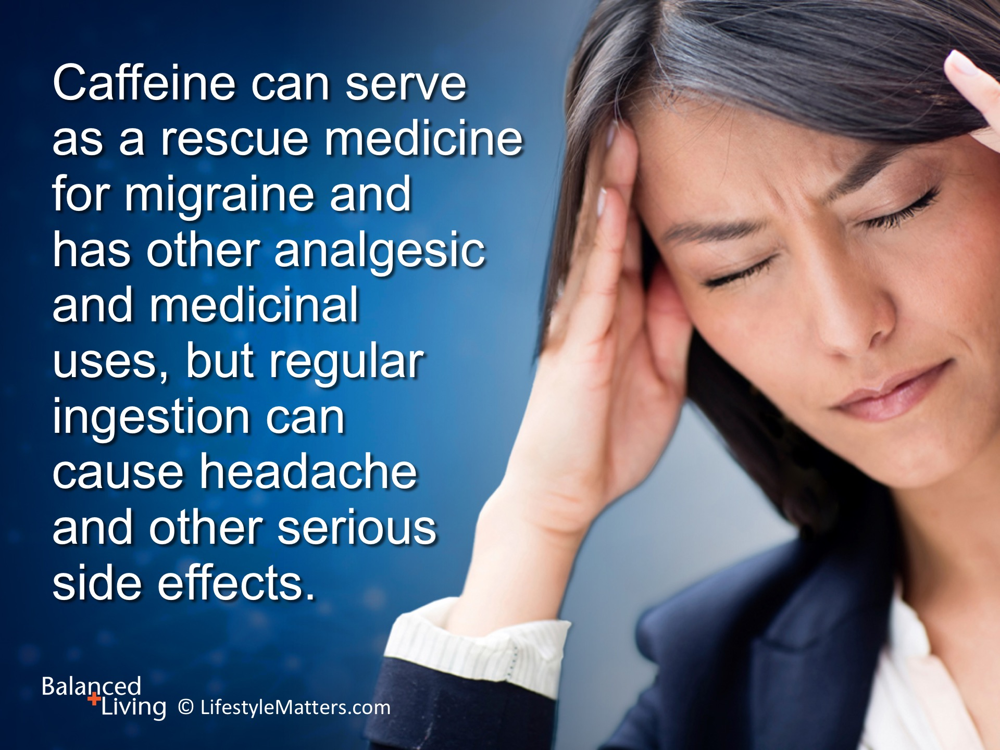 Caffeine can serve
as a rescue medicine
for migraine and
has other analgesic
and medicinal
uses, but regular
ingestion can
cause headache
and other serious
side effects.
Balanced
Living © LifestyleMatters.com